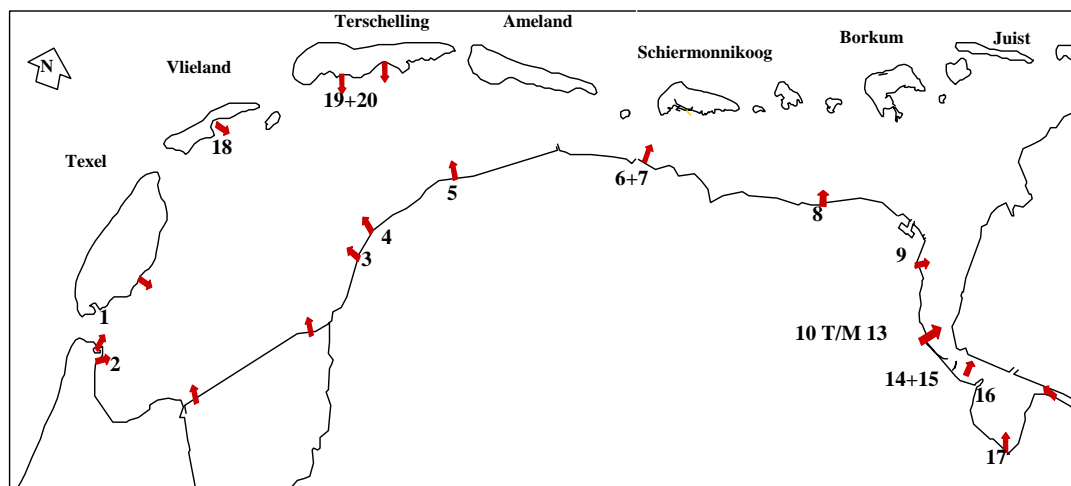 Terschelling
Ameland
Borkum
Juist
Schiermonnikoog
N
Vlieland
19+20
18
Texel
5
6+7
8
4
3
9
1
2
10 T/M 13
14+15
16
17